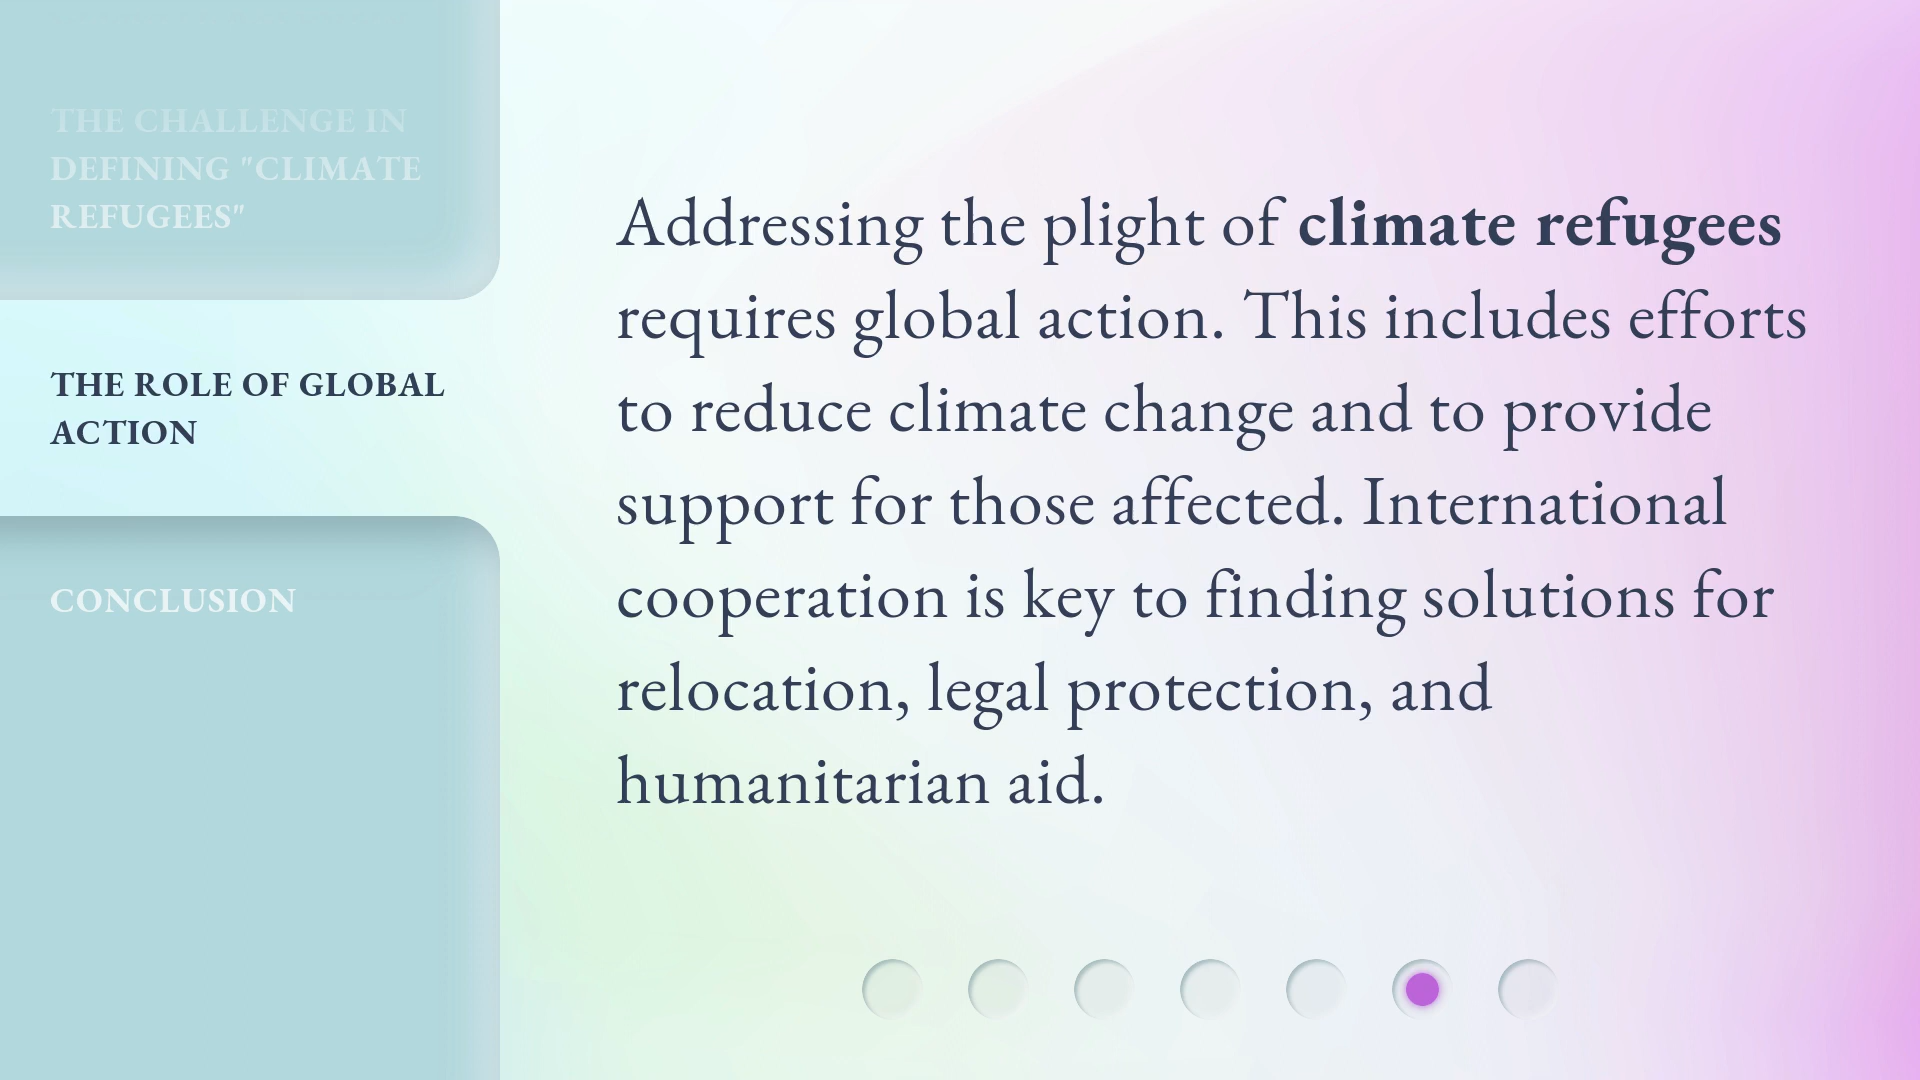 THE CHALLENGE IN
DEFINING "CLIMATE
REFUGEES"
THE ROLE OF GLOBAL
ACTION
CONCLUSION
Addressing the plight of climate refugees
requires global action. This includes efforts
to reduce climate change and to provide
support for those affected. International
cooperation is key to finding solutions for
relocation, legal protection, and
humanitarian aid.